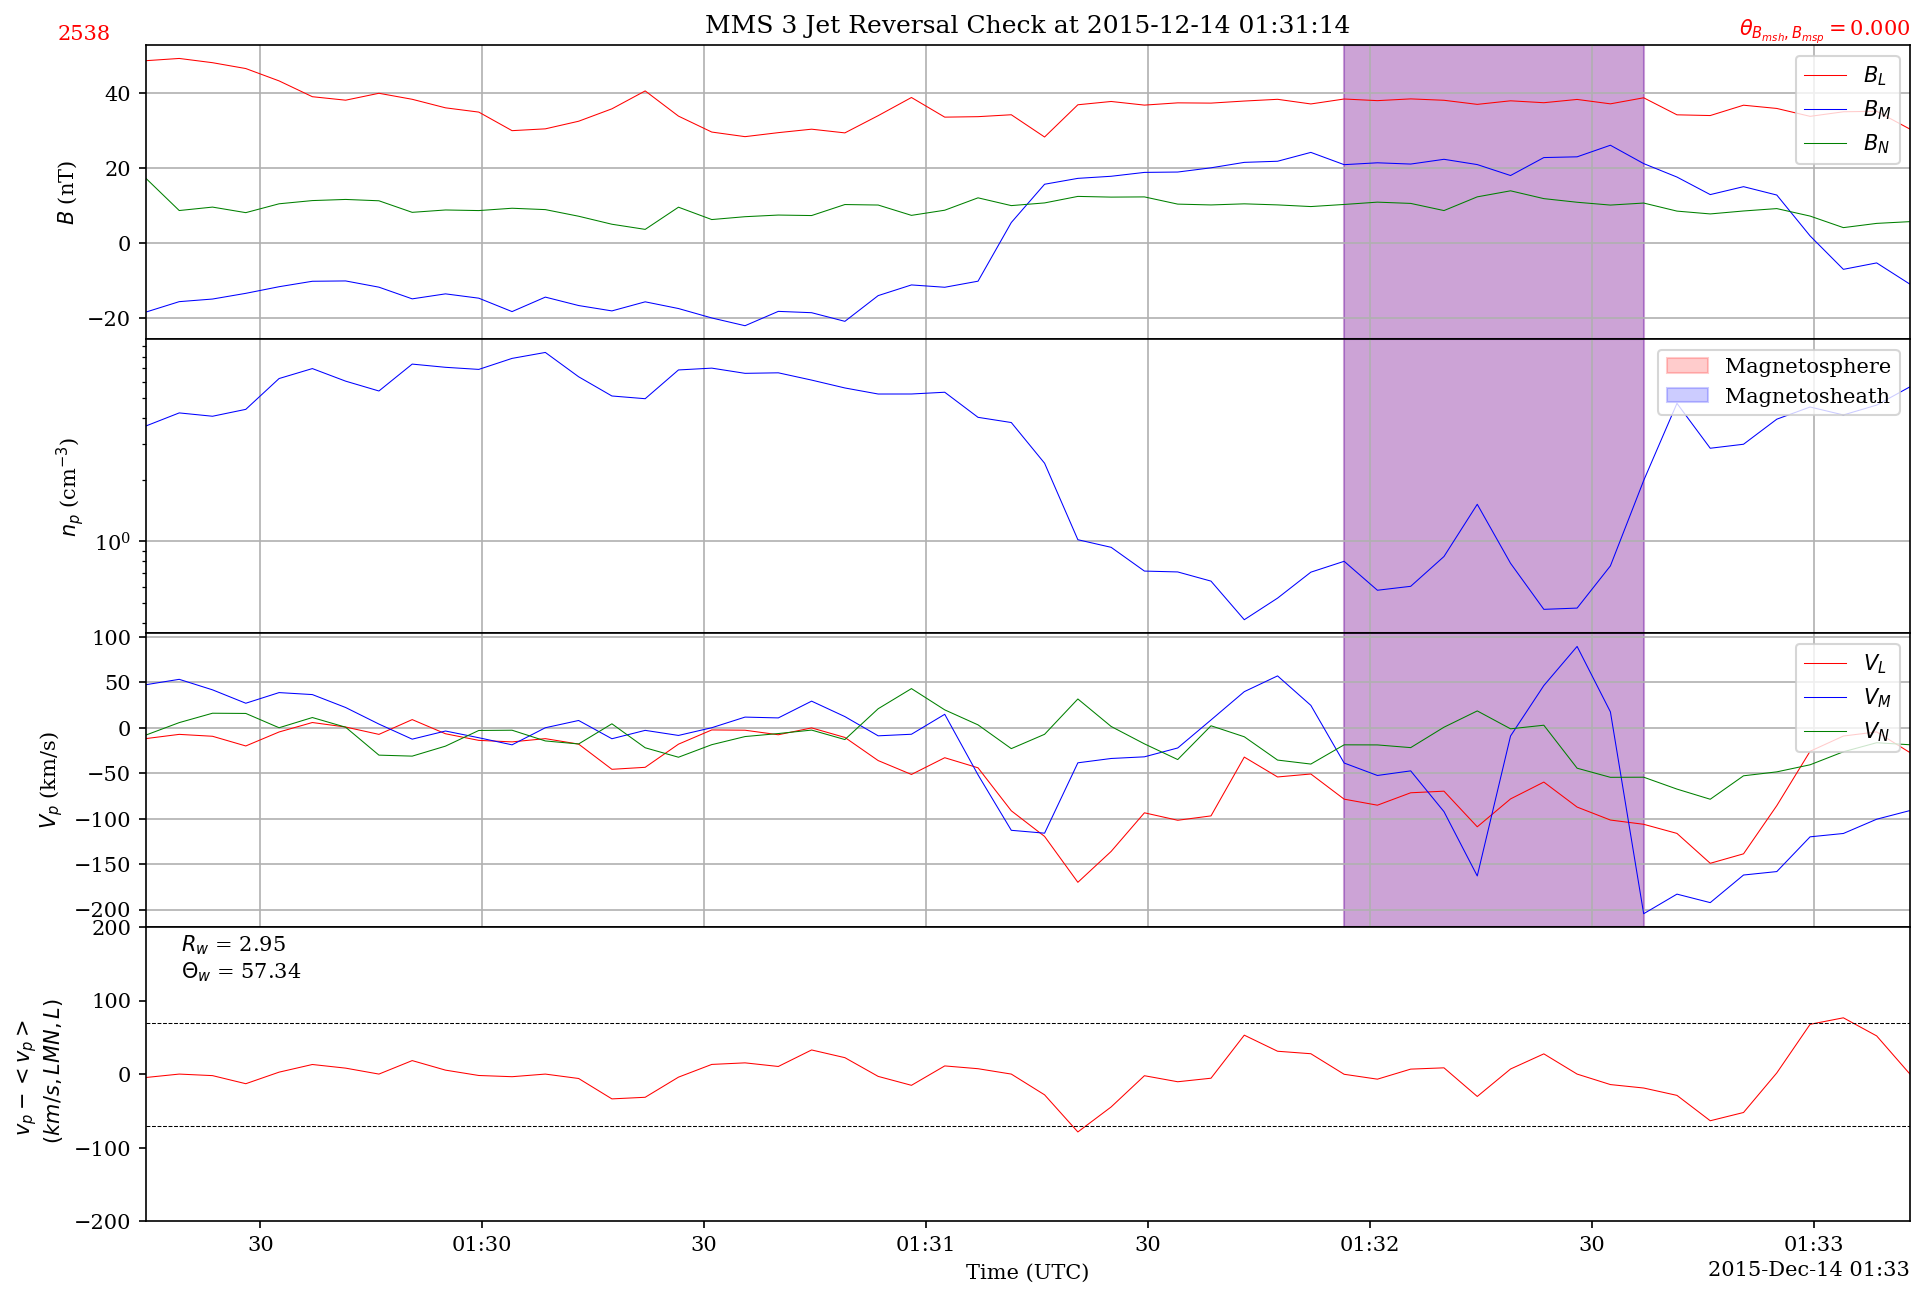 MMS 3 Jet Reversal Check at 2015-12-14 01:31:14
2538
θ_{B_{msh}, B_{msp}} = 0.000
B (nT)
40
20
0
−20
B_L
B_M
B_N
n_p (cm^{−3})
10^0
Magnetosphere
Magnetosheath
V_p (km/s)
100
50
0
−50
−100
−150
−200
V_L
V_M
V_N
v_p − < v_p >
(km/s, LMN, L)
200
100
0
−100
−200
R_w = 2.95
Θ_w = 57.34
30 01:30 30 01:31 30 01:32 30 01:33
Time (UTC)
2015-Dec-14 01:33